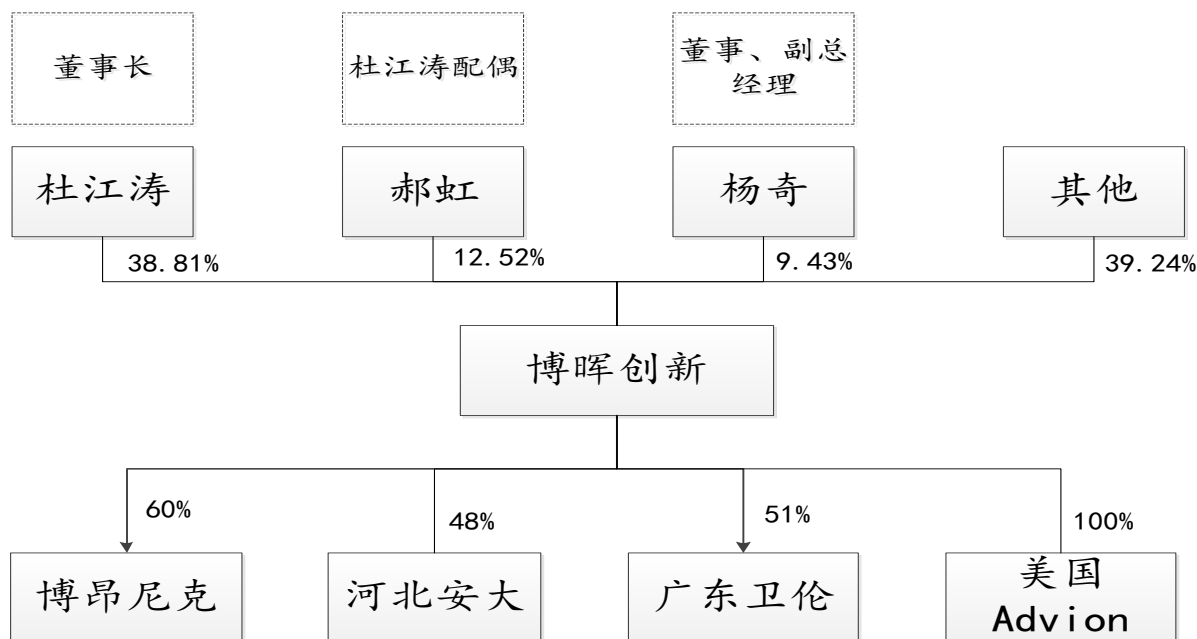 董事长
杜江涛配偶
董事、副总
经理
杜江涛
郝虹
杨奇
其他
38.81%
12.52%
9.43%
39.24%
博晖创新
60%
48%
51%
100%
博昂尼克
河北安大
广东卫伦
美国
Advion